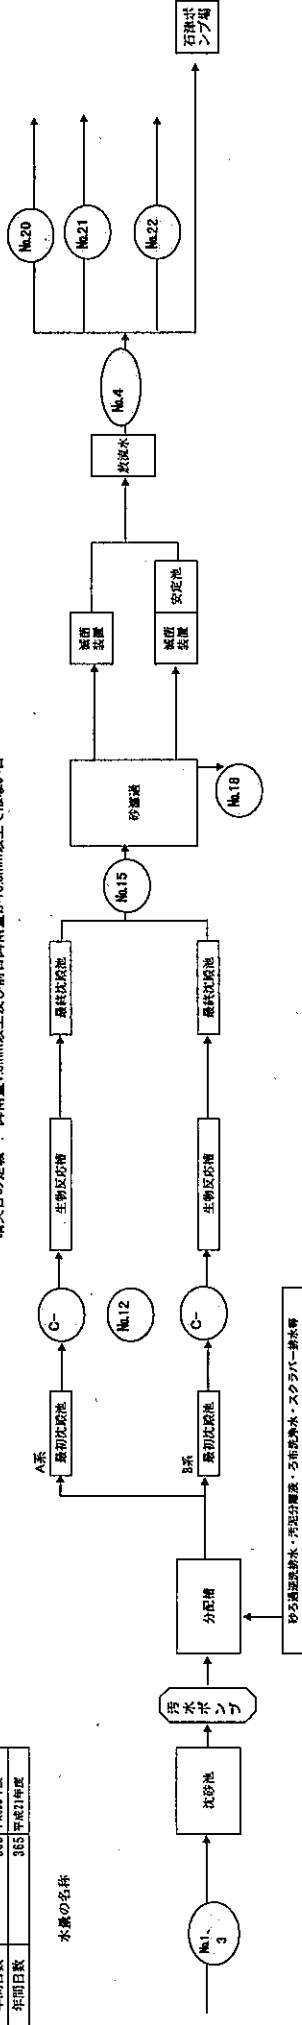 年間日数 365 平成21年度
水量の名称
No.1、3
沈砂池
汚水ポンプ
分配槽
砂ろ過逆洗排水・汚泥分離液・ろ布洗浄水・スクラバー排水等
A系
最初沈殿池
C-
生物反応槽
最終沈殿池
No.12
B系
最初沈殿池
C-
生物反応槽
最終沈殿池
No.15
砂濾過
No.18
滅菌装置
滅菌装置
安定池
放流水
No.4
No.20
No.21
No.22
石津ポンプ場